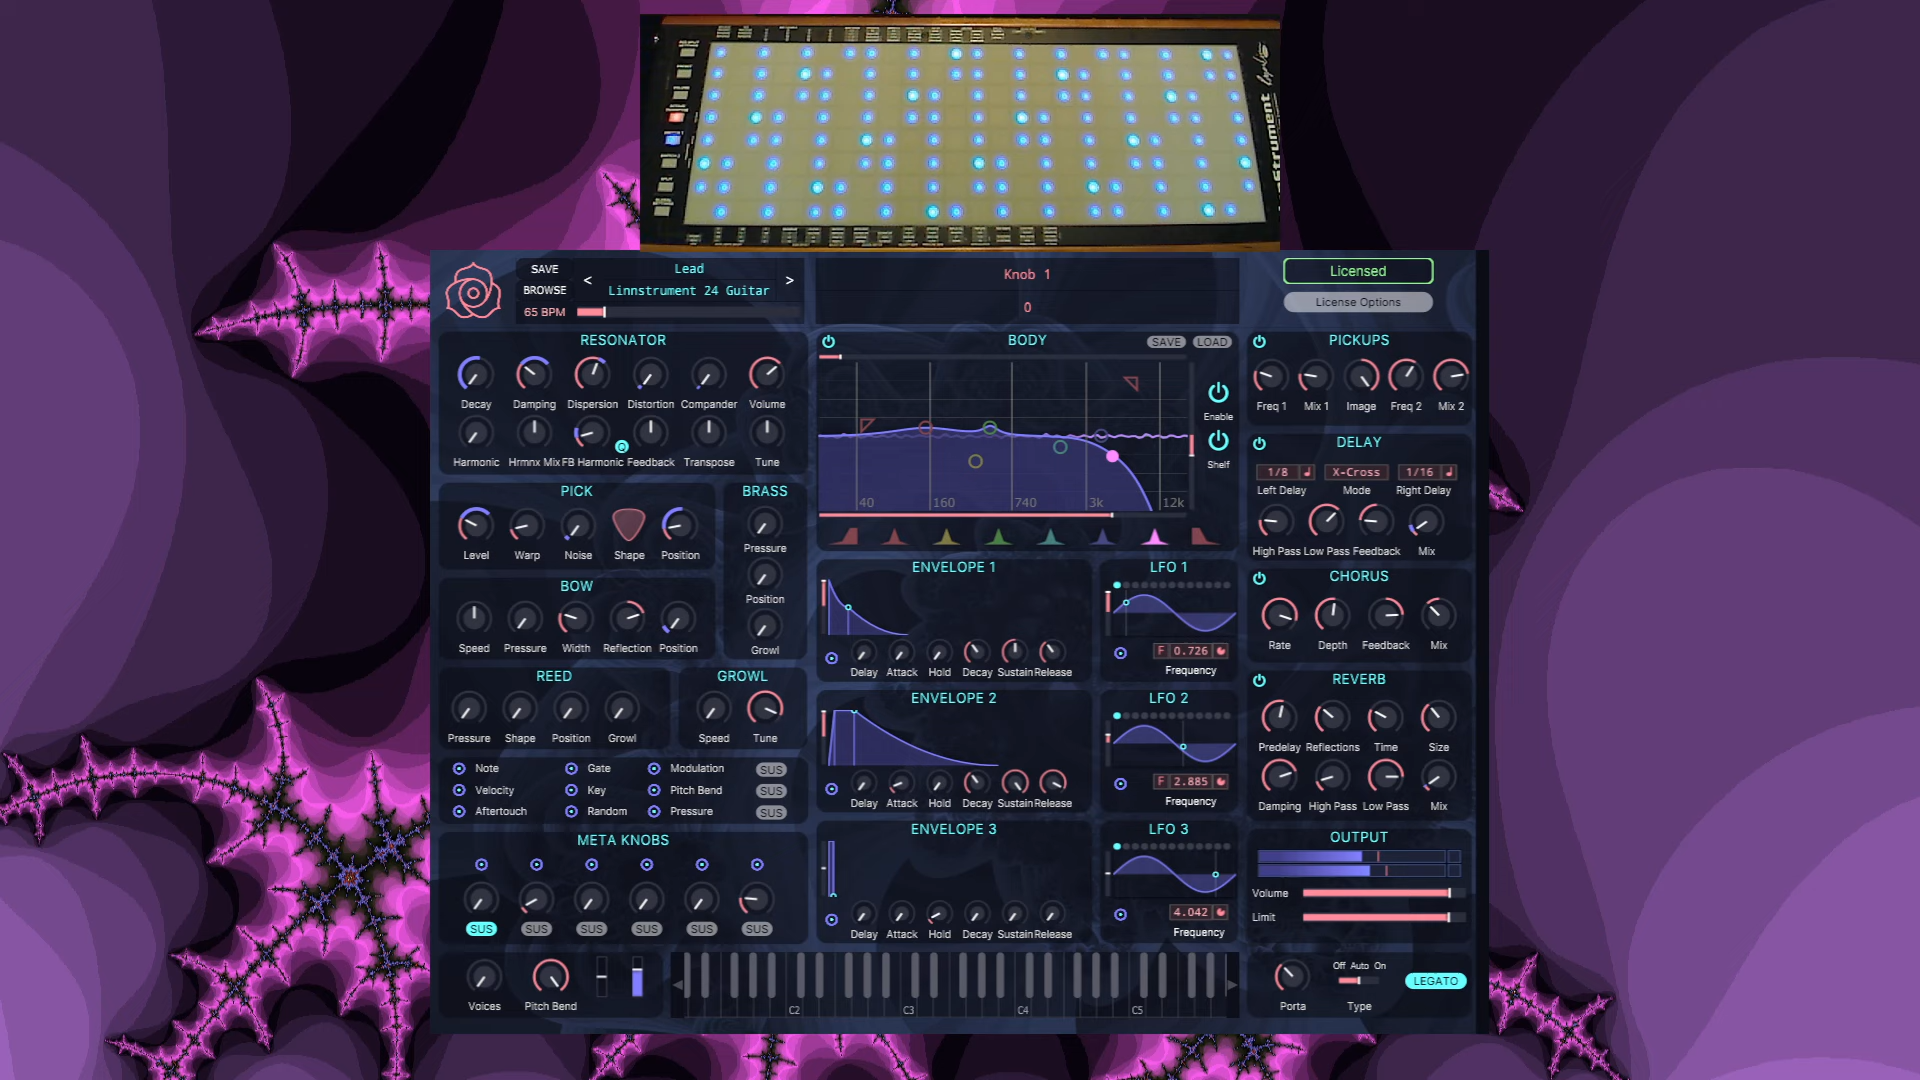 strument
SAVE
BROWSE
65 BPM
<
Lead
Linnstrument 24 Guitar
>
Knob 1
0
Licensed
License Options
RESONATOR
Decay Damping Dispersion Distortion Compander Volume
Harmonic Hrmnx Mix FB Harmonic Feedback Transpose Tune
BODY
SAVE LOAD
Enable
Shelf
40 160 740 3k 12k
PICKUPS
Freq 1 Mix 1 Image Freq 2 Mix 2
DELAY
1/8 X-Cross 1/16
Left Delay Mode Right Delay
High Pass Low Pass Feedback Mix
PICK
Level Warp Noise Shape Position
BRASS
Pressure
Position
Growl
BOW
Speed Pressure Width Reflection Position
REED
Pressure Shape Position Growl
GROWL
Speed Tune
ENVELOPE 1
Delay Attack Hold Decay Sustain Release
LFO 1
F 0.726
Frequency
CHORUS
Rate Depth Feedback Mix
ENVELOPE 2
Delay Attack Hold Decay Sustain Release
LFO 2
F 2.885
Frequency
REVERB
Predelay Reflections Time Size
Damping High Pass Low Pass Mix
Note Gate Modulation SUS
Velocity Key Pitch Bend SUS
Aftertouch Random Pressure SUS
META KNOBS
SUS SUS SUS SUS SUS SUS
ENVELOPE 3
Delay Attack Hold Decay Sustain Release
LFO 3
4.042
Frequency
OUTPUT
Volume
Limit
Voices Pitch Bend
C2 C3 C4 C5
Porta
Off Auto On
Type
LEGATO